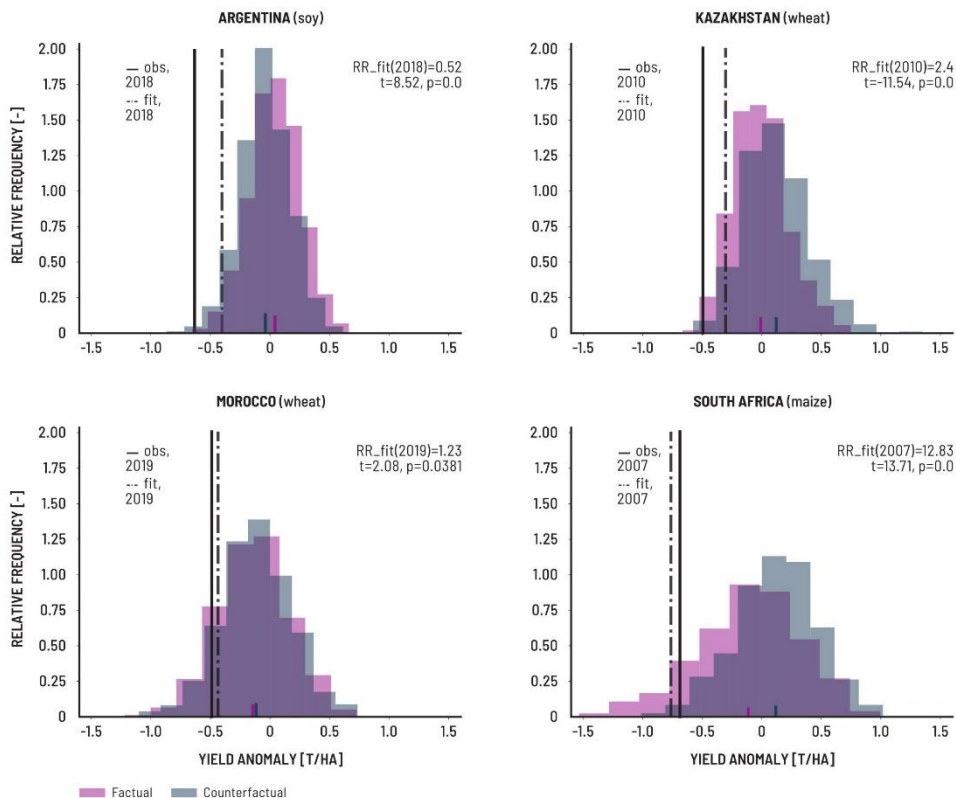 ARGENTINA (soy)
2.00
1.75
1.50
1.25
1.00
0.75
0.50
0.25
0
RELATIVE FREQUENCY [-]
obs,
2018
fit,
2018
RR_fit(2018)=0.52
t=8.52, p=0.0
-1.5 -1.0 -0.5 0 0.5 1.0 1.5
KAZAKHSTAN (wheat)
2.00
1.75
1.50
1.25
1.00
0.75
0.50
0.25
0
obs,
2010
fit,
2010
RR_fit(2010)=2.4
t=-11.54, p=0.0
-1.5 -1.0 -0.5 0 0.5 1.0 1.5
MOROCCO (wheat)
2.00
1.75
1.50
1.25
1.00
0.75
0.50
0.25
0
RELATIVE FREQUENCY [-]
obs,
2019
fit,
2019
RR_fit(2019)=1.23
t=2.08, p=0.0381
-1.5 -1.0 -0.5 0 0.5 1.0 1.5
YIELD ANOMALY [T/HA]
SOUTH AFRICA (maize)
2.00
1.75
1.50
1.25
1.00
0.75
0.50
0.25
0
obs,
2007
fit,
2007
RR_fit(2007)=12.83
t=13.71, p=0.0
-1.5 -1.0 -0.5 0 0.5 1.0 1.5
YIELD ANOMALY [T/HA]
Factual Counterfactual